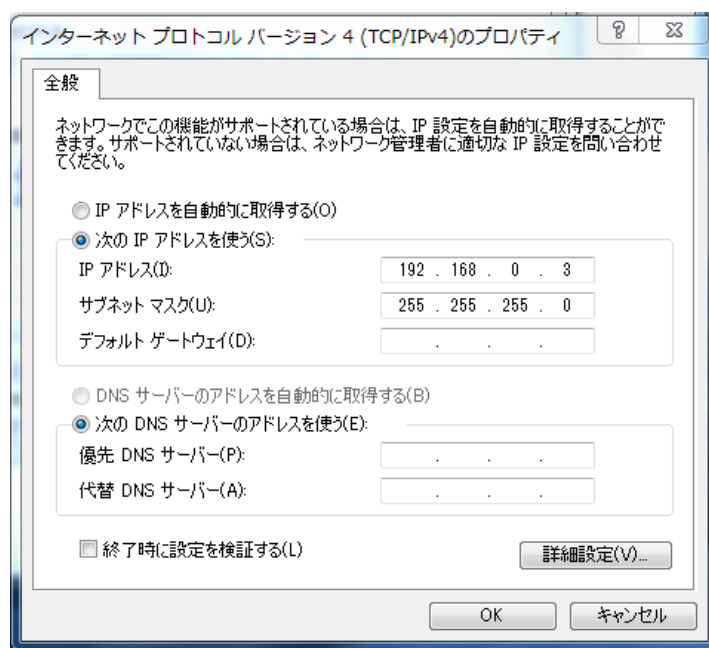 インターネット プロトコル バージョン 4 (TCP/IPv4)のプロパティ
全般
ネットワークでこの機能がサポートされている場合は、IP 設定を自動的に取得することがで
きます。サポートされていない場合は、ネットワーク管理者に適切な IP 設定を問い合わせ
てください。
IP アドレスを自動的に取得する(O)
次の IP アドレスを使う(S):
IP アドレス(I): 192 . 168 . 0 . 3
サブネット マスク(U): 255 . 255 . 255 . 0
デフォルト ゲートウェイ(D): . . .
DNS サーバーのアドレスを自動的に取得する(B)
次の DNS サーバーのアドレスを使う(E):
優先 DNS サーバー(P): . . .
代替 DNS サーバー(A): . . .
終了時に設定を検証する(L)
詳細設定(V)...
OK キャンセル